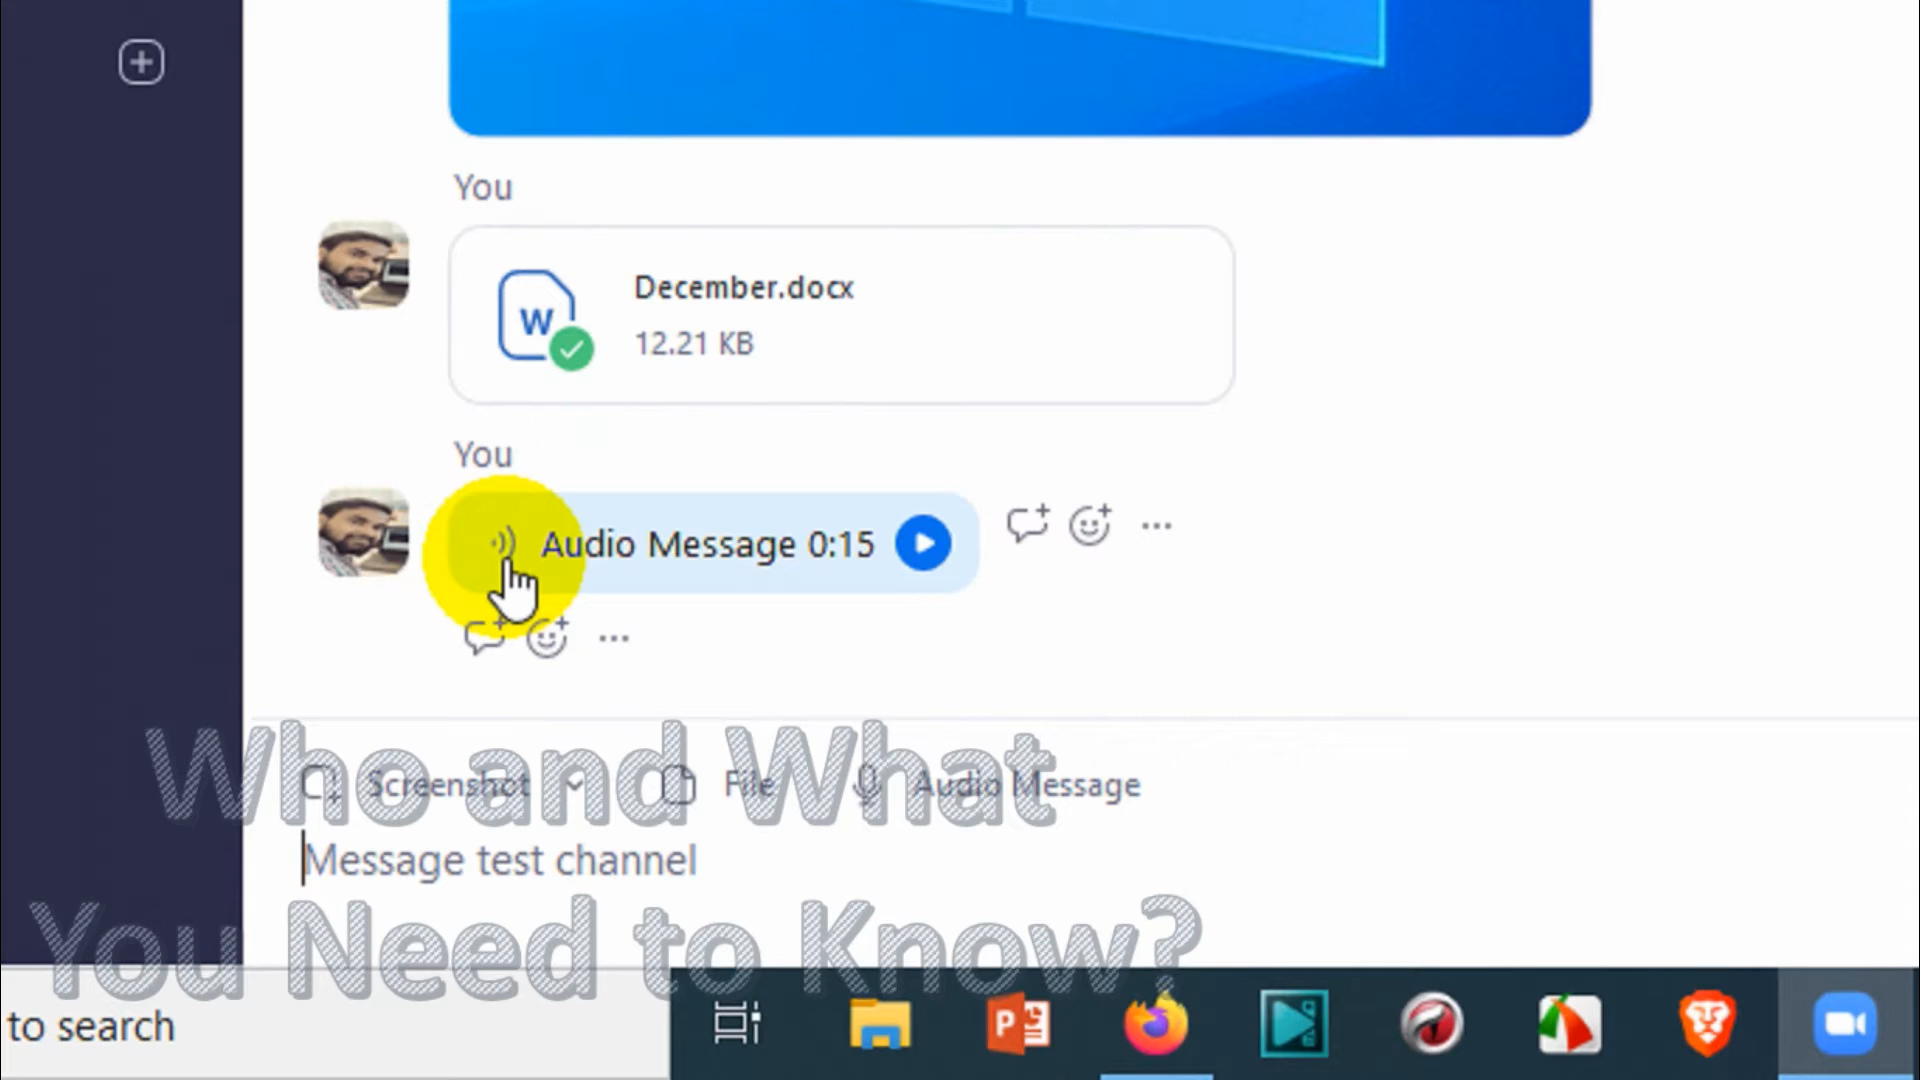 You
W
December.docx
12.21 KB
You
Audio Message 0:15
Who and What
Screenshot File Audio Message
Message test channel
You Need to Know?
to search
P